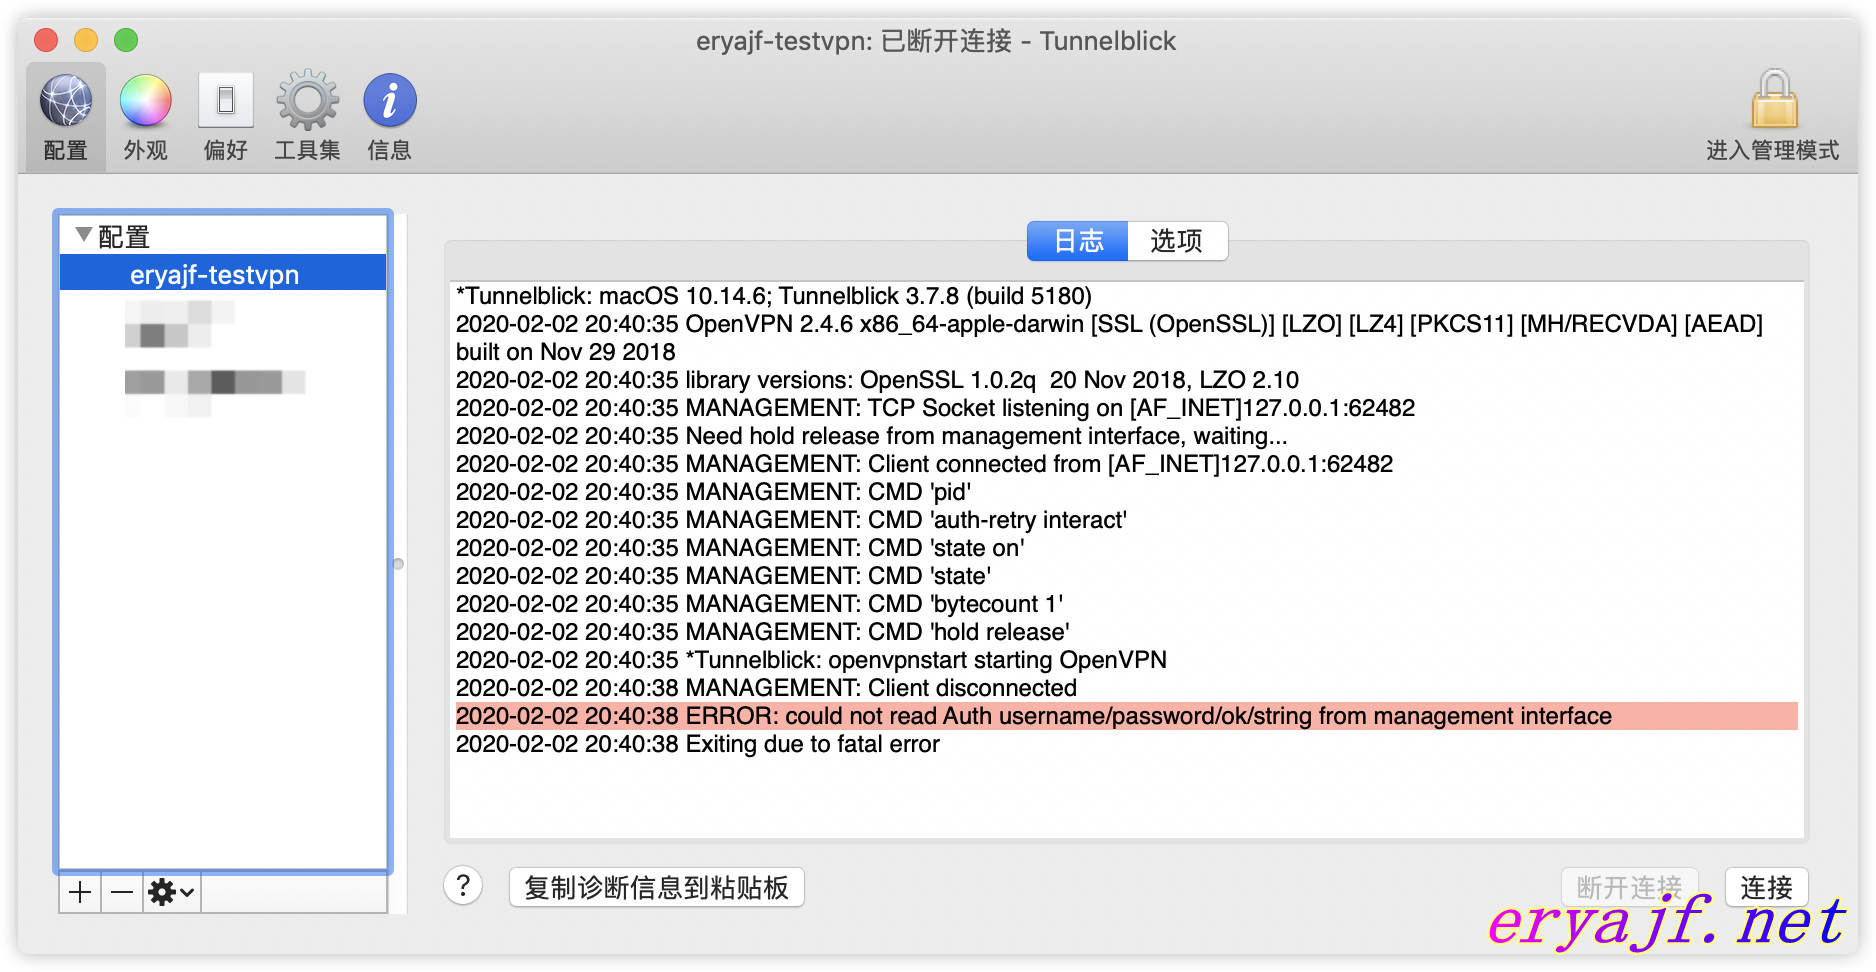 eryajf-testvpn: 已断开连接 - Tunnelblick
配置 外观 偏好 工具集 信息 进入管理模式
配置
eryajf-testvpn
日志 选项
*Tunnelblick: macOS 10.14.6; Tunnelblick 3.7.8 (build 5180)
2020-02-02 20:40:35 OpenVPN 2.4.6 x86_64-apple-darwin [SSL (OpenSSL)] [LZO] [LZ4] [PKCS11] [MH/RECVDA] [AEAD]
built on Nov 29 2018
2020-02-02 20:40:35 library versions: OpenSSL 1.0.2q  20 Nov 2018, LZO 2.10
2020-02-02 20:40:35 MANAGEMENT: TCP Socket listening on [AF_INET]127.0.0.1:62482
2020-02-02 20:40:35 Need hold release from management interface, waiting...
2020-02-02 20:40:35 MANAGEMENT: Client connected from [AF_INET]127.0.0.1:62482
2020-02-02 20:40:35 MANAGEMENT: CMD 'pid'
2020-02-02 20:40:35 MANAGEMENT: CMD 'auth-retry interact'
2020-02-02 20:40:35 MANAGEMENT: CMD 'state on'
2020-02-02 20:40:35 MANAGEMENT: CMD 'state'
2020-02-02 20:40:35 MANAGEMENT: CMD 'bytecount 1'
2020-02-02 20:40:35 MANAGEMENT: CMD 'hold release'
2020-02-02 20:40:35 *Tunnelblick: openvpnstart starting OpenVPN
2020-02-02 20:40:38 MANAGEMENT: Client disconnected
2020-02-02 20:40:38 ERROR: could not read Auth username/password/ok/string from management interface
2020-02-02 20:40:38 Exiting due to fatal error
? 复制诊断信息到粘贴板 断开连接 连接
eryajf.net